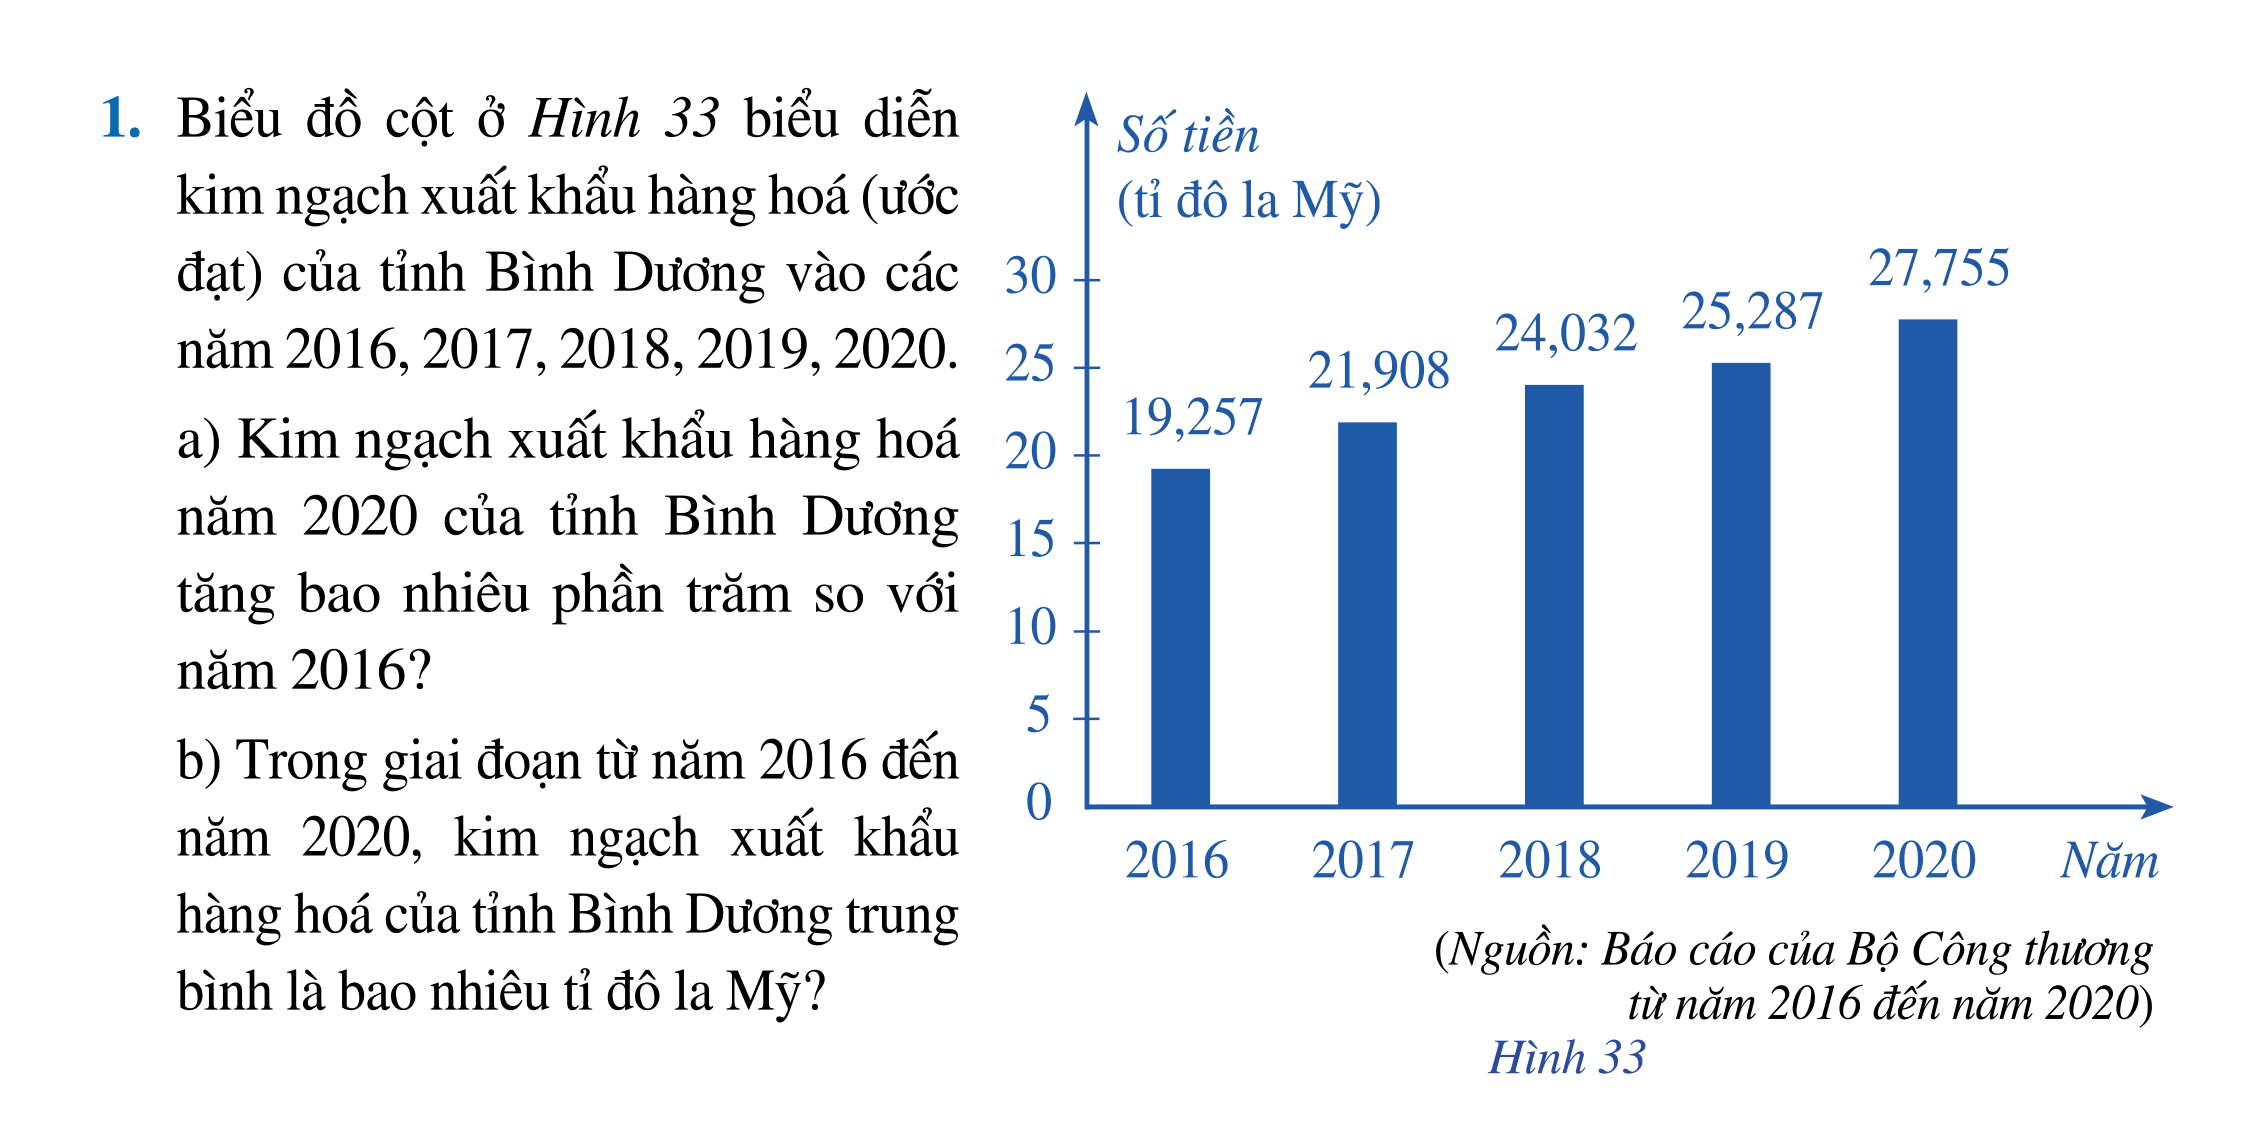 1. Biểu đồ cột ở Hình 33 biểu diễn
kim ngạch xuất khẩu hàng hoá (ước
đạt) của tỉnh Bình Dương vào các
năm 2016, 2017, 2018, 2019, 2020.
a) Kim ngạch xuất khẩu hàng hoá
năm 2020 của tỉnh Bình Dương
tăng bao nhiêu phần trăm so với
năm 2016?
b) Trong giai đoạn từ năm 2016 đến
năm 2020, kim ngạch xuất khẩu
hàng hoá của tỉnh Bình Dương trung
bình là bao nhiêu tỉ đô la Mỹ?
Số tiền
(tỉ đô la Mỹ)
30
25
20
15
10
5
0
19,257
21,908
24,032
25,287
27,755
2016 2017 2018 2019 2020 Năm
(Nguồn: Báo cáo của Bộ Công thương
từ năm 2016 đến năm 2020)
Hình 33